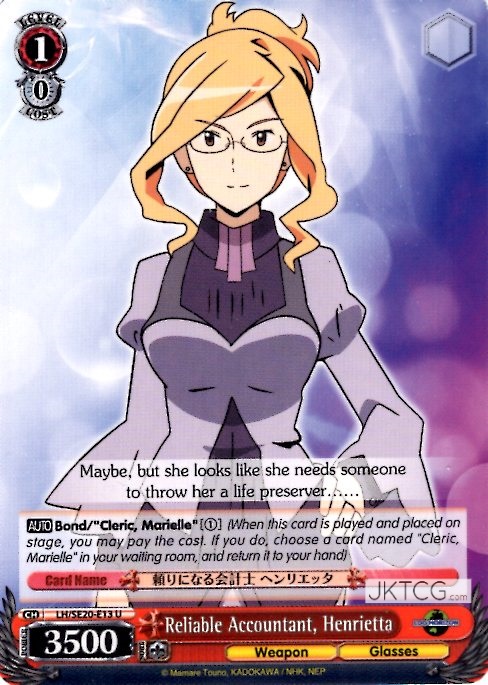 LEVEL
1
0
COST
Maybe, but she looks like she needs someone
to throw her a life preserver……
AUTO Bond/"Cleric, Marielle" [①] (When this card is played and placed on
stage, you may pay the cost. If you do, choose a card named "Cleric,
Marielle" in your waiting room, and return it to your hand)
Card Name 頼りになる会計士 ヘンリエッタ
JKTCG.com
CH LH/SE20-E13 U
POWER 3500
Reliable Accountant, Henrietta
Weapon Glasses
© Mamare Touno, KADOKAWA / NHK, NEP